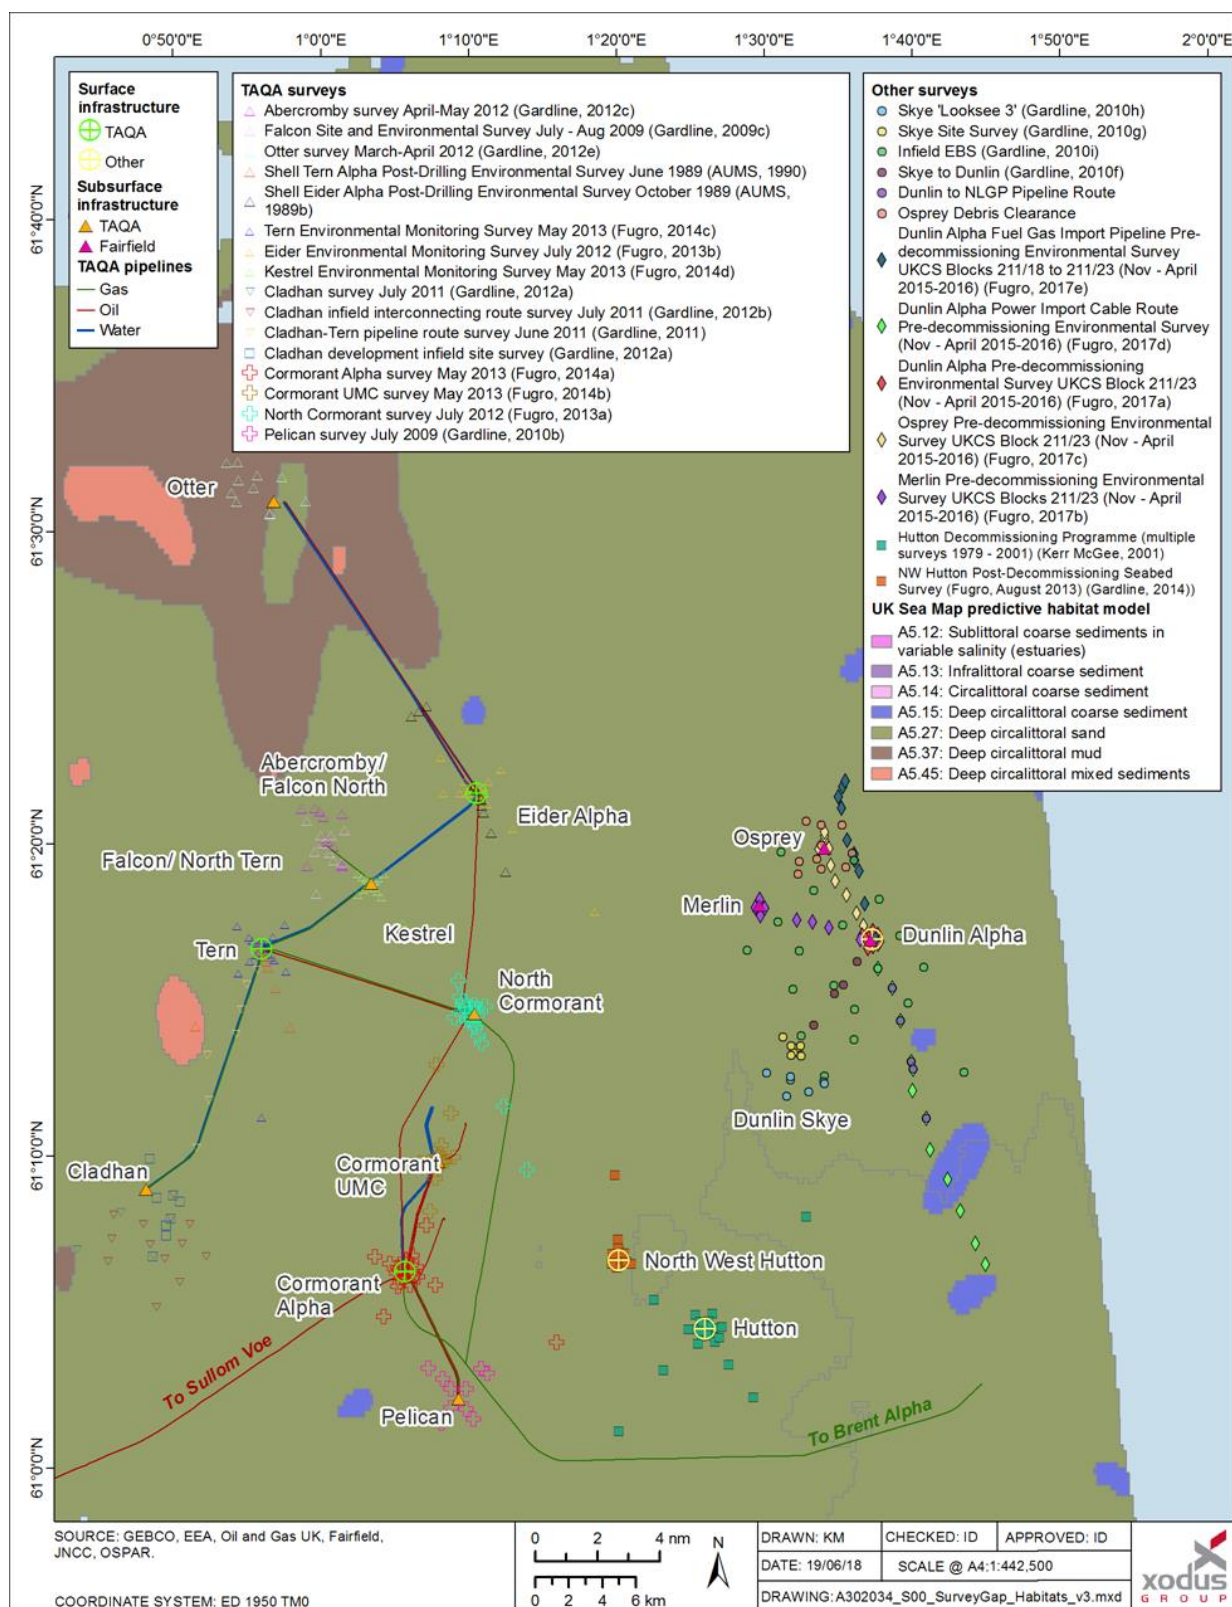 0°50'0"E 1°0'0"E 1°10'0"E 1°20'0"E 1°30'0"E 1°40'0"E 1°50'0"E 2°0'0"E
61°40'0"N
61°30'0"N
61°20'0"N
61°10'0"N
61°0'0"N
Surface
infrastructure
TAQA
Other
Subsurface
infrastructure
TAQA
Fairfield
TAQA pipelines
Gas
Oil
Water
TAQA surveys
Abercromby survey April-May 2012 (Gardline, 2012c)
Falcon Site and Environmental Survey July - Aug 2009 (Gardline, 2009c)
Otter survey March-April 2012 (Gardline, 2012e)
Shell Tern Alpha Post-Drilling Environmental Survey June 1989 (AUMS, 1990)
Shell Eider Alpha Post-Drilling Environmental Survey October 1989 (AUMS,
1989b)
Tern Environmental Monitoring Survey May 2013 (Fugro, 2014c)
Eider Environmental Monitoring Survey July 2012 (Fugro, 2013b)
Kestrel Environmental Monitoring Survey May 2013 (Fugro, 2014d)
Cladhan survey July 2011 (Gardline, 2012a)
Cladhan infield interconnecting route survey July 2011 (Gardline, 2012b)
Cladhan-Tern pipeline route survey June 2011 (Gardline, 2011)
Cladhan development infield site survey (Gardline, 2012a)
Cormorant Alpha survey May 2013 (Fugro, 2014a)
Cormorant UMC survey May 2013 (Fugro, 2014b)
North Cormorant survey July 2012 (Fugro, 2013a)
Pelican survey July 2009 (Gardline, 2010b)
Other surveys
Skye 'Looksee 3' (Gardline, 2010h)
Skye Site Survey (Gardline, 2010g)
Infield EBS (Gardline, 2010i)
Skye to Dunlin (Gardline, 2010f)
Dunlin to NLGP Pipeline Route
Osprey Debris Clearance
Dunlin Alpha Fuel Gas Import Pipeline Pre-
decommissioning Environmental Survey
UKCS Blocks 211/18 to 211/23 (Nov - April
2015-2016) (Fugro, 2017e)
Dunlin Alpha Power Import Cable Route
Pre-decommissioning Environmental Survey
(Nov - April 2015-2016) (Fugro, 2017d)
Dunlin Alpha Pre-decommissioning
Environmental Survey UKCS Block 211/23
(Nov - April 2015-2016) (Fugro, 2017a)
Osprey Pre-decommissioning Environmental
Survey UKCS Block 211/23 (Nov - April
2015-2016) (Fugro, 2017c)
Merlin Pre-decommissioning Environmental
Survey UKCS Blocks 211/23 (Nov - April
2015-2016) (Fugro, 2017b)
Hutton Decommissioning Programme (multiple
surveys 1979 - 2001) (Kerr McGee, 2001)
NW Hutton Post-Decommissioning Seabed
Survey (Fugro, August 2013) (Gardline, 2014))
UK Sea Map predictive habitat model
A5.12: Sublittoral coarse sediments in
variable salinity (estuaries)
A5.13: Infralittoral coarse sediment
A5.14: Circalittoral coarse sediment
A5.15: Deep circalittoral coarse sediment
A5.27: Deep circalittoral sand
A5.37: Deep circalittoral mud
A5.45: Deep circalittoral mixed sediments
Otter
Abercromby/
Falcon North
Eider Alpha
Falcon/ North Tern
Kestrel
Tern
North
Cormorant
Osprey
Merlin
Dunlin Alpha
Dunlin Skye
Cladhan
Cormorant
UMC
Cormorant
Alpha
North West Hutton
Hutton
Pelican
To Sullom Voe
To Brent Alpha
SOURCE: GEBCO, EEA, Oil and Gas UK, Fairfield,
JNCC, OSPAR.
COORDINATE SYSTEM: ED 1950 TM0
0 2 4 nm
0 2 4 6 km
N
DRAWN: KM CHECKED: ID APPROVED: ID
DATE: 19/06/18 SCALE @ A4:1:442,500
DRAWING:A302034_S00_SurveyGap_Habitats_v3.mxd
xodus
GROUP